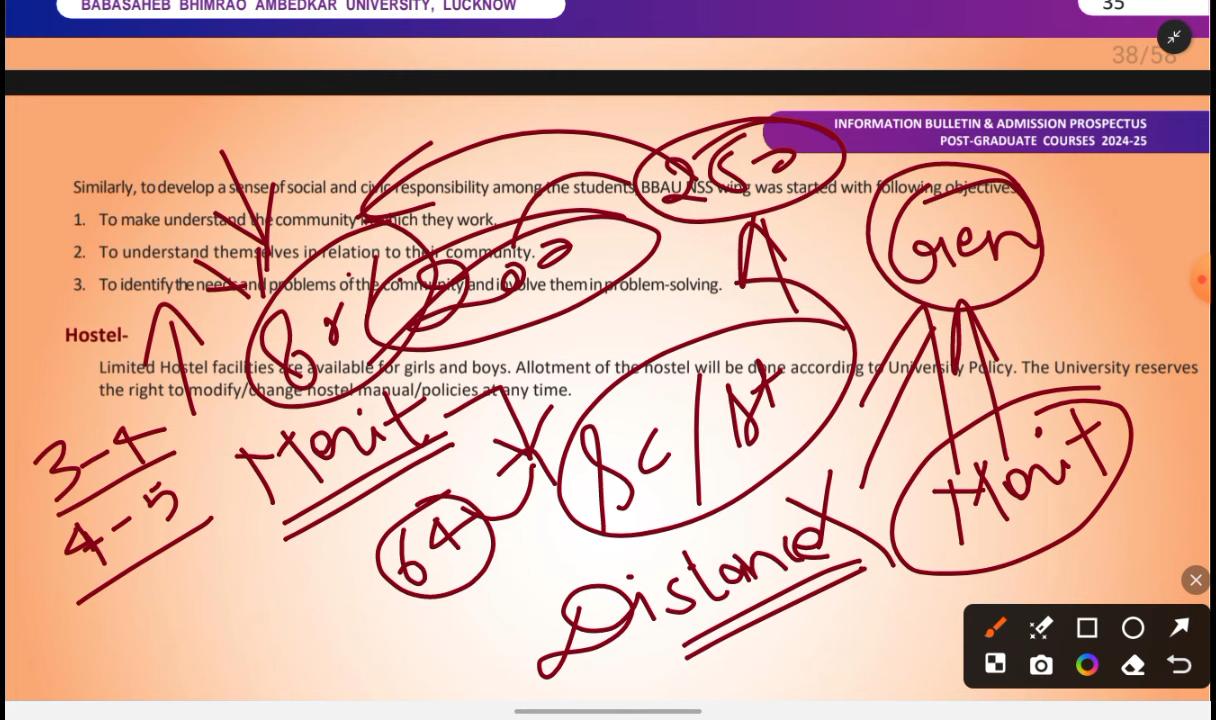 BABASAHEB BHIMRAO AMBEDKAR UNIVERSITY, LUCKNOW
35
38/58
INFORMATION BULLETIN & ADMISSION PROSPECTUS
POST-GRADUATE COURSES 2024-25
Similarly, to develop a sense of social and civic responsibility among the students, BBAU NSS wing was started with following objectives
1. To make understand the community in which they work.
2. To understand themselves in relation to their community.
3. To identify the needs and problems of the community and involve them in problem-solving.
250
Gen
Hostel-
Limited Hostel facilities are available for girls and boys. Allotment of the hostel will be done according to University Policy. The University reserves
the right to modify/change hostel manual/policies at any time.
3-4
Merit
Sc/st
Merit
4-5
64
Distance